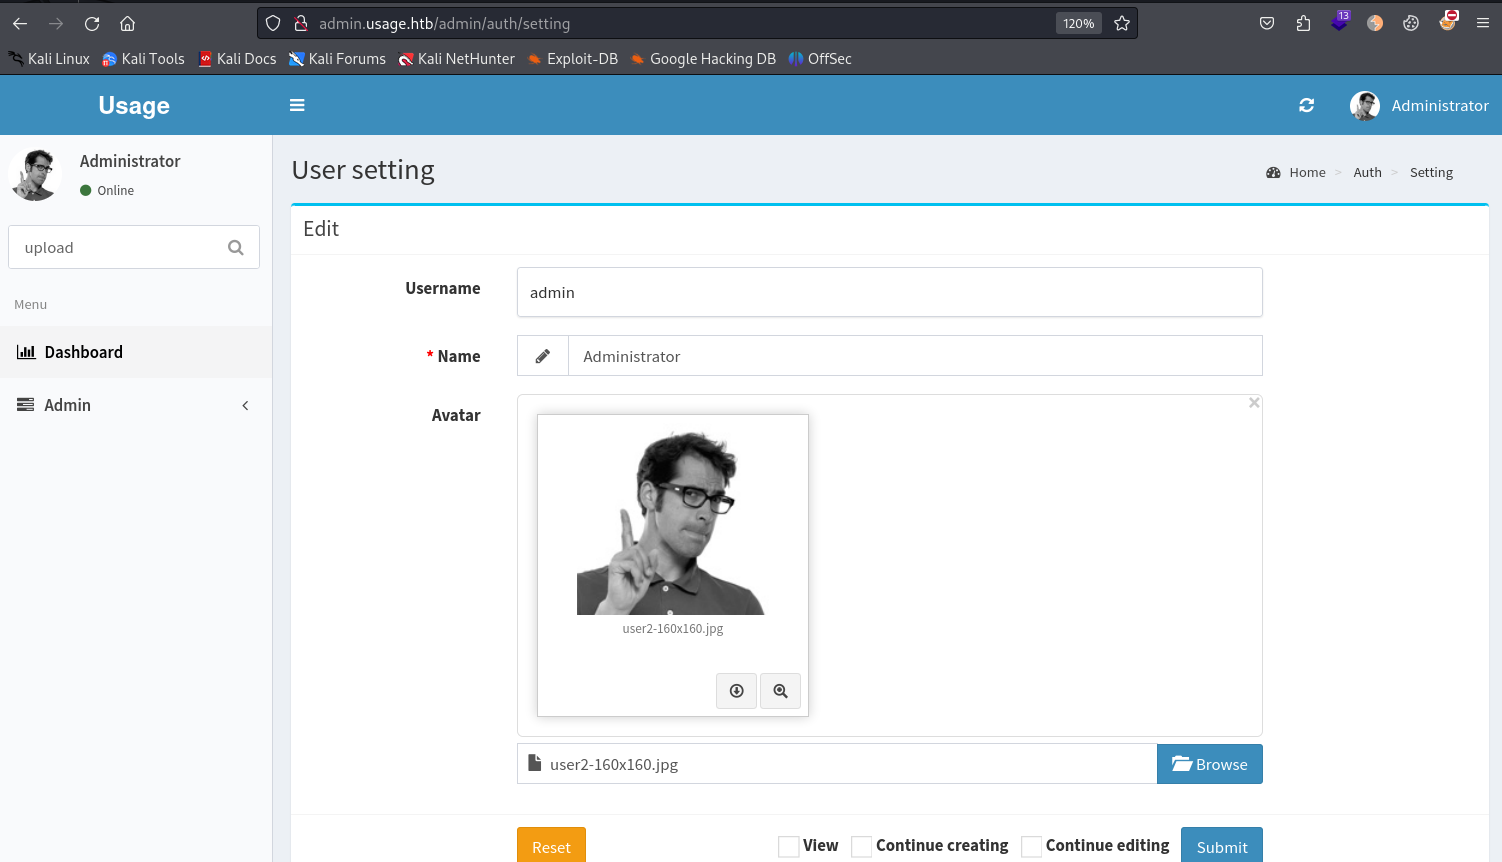 admin.usage.htb/admin/auth/setting 120% 13
Kali Linux Kali Tools Kali Docs Kali Forums Kali NetHunter Exploit-DB Google Hacking DB OffSec
Usage Administrator
Administrator
Online
upload
Menu
Dashboard
Admin
User setting Home > Auth > Setting
Edit
Username admin
* Name Administrator
Avatar ×
user2-160x160.jpg
user2-160x160.jpg Browse
Reset View Continue creating Continue editing Submit